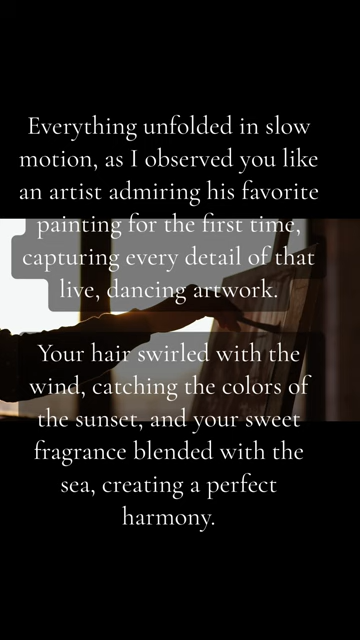 Everything unfolded in slow
motion, as I observed you like
an artist admiring his favorite
painting for the first time,
capturing every detail of that
live, dancing artwork.
Your hair swirled with the
wind, catching the colors of
the sunset, and your sweet
fragrance blended with the
sea, creating a perfect
harmony.